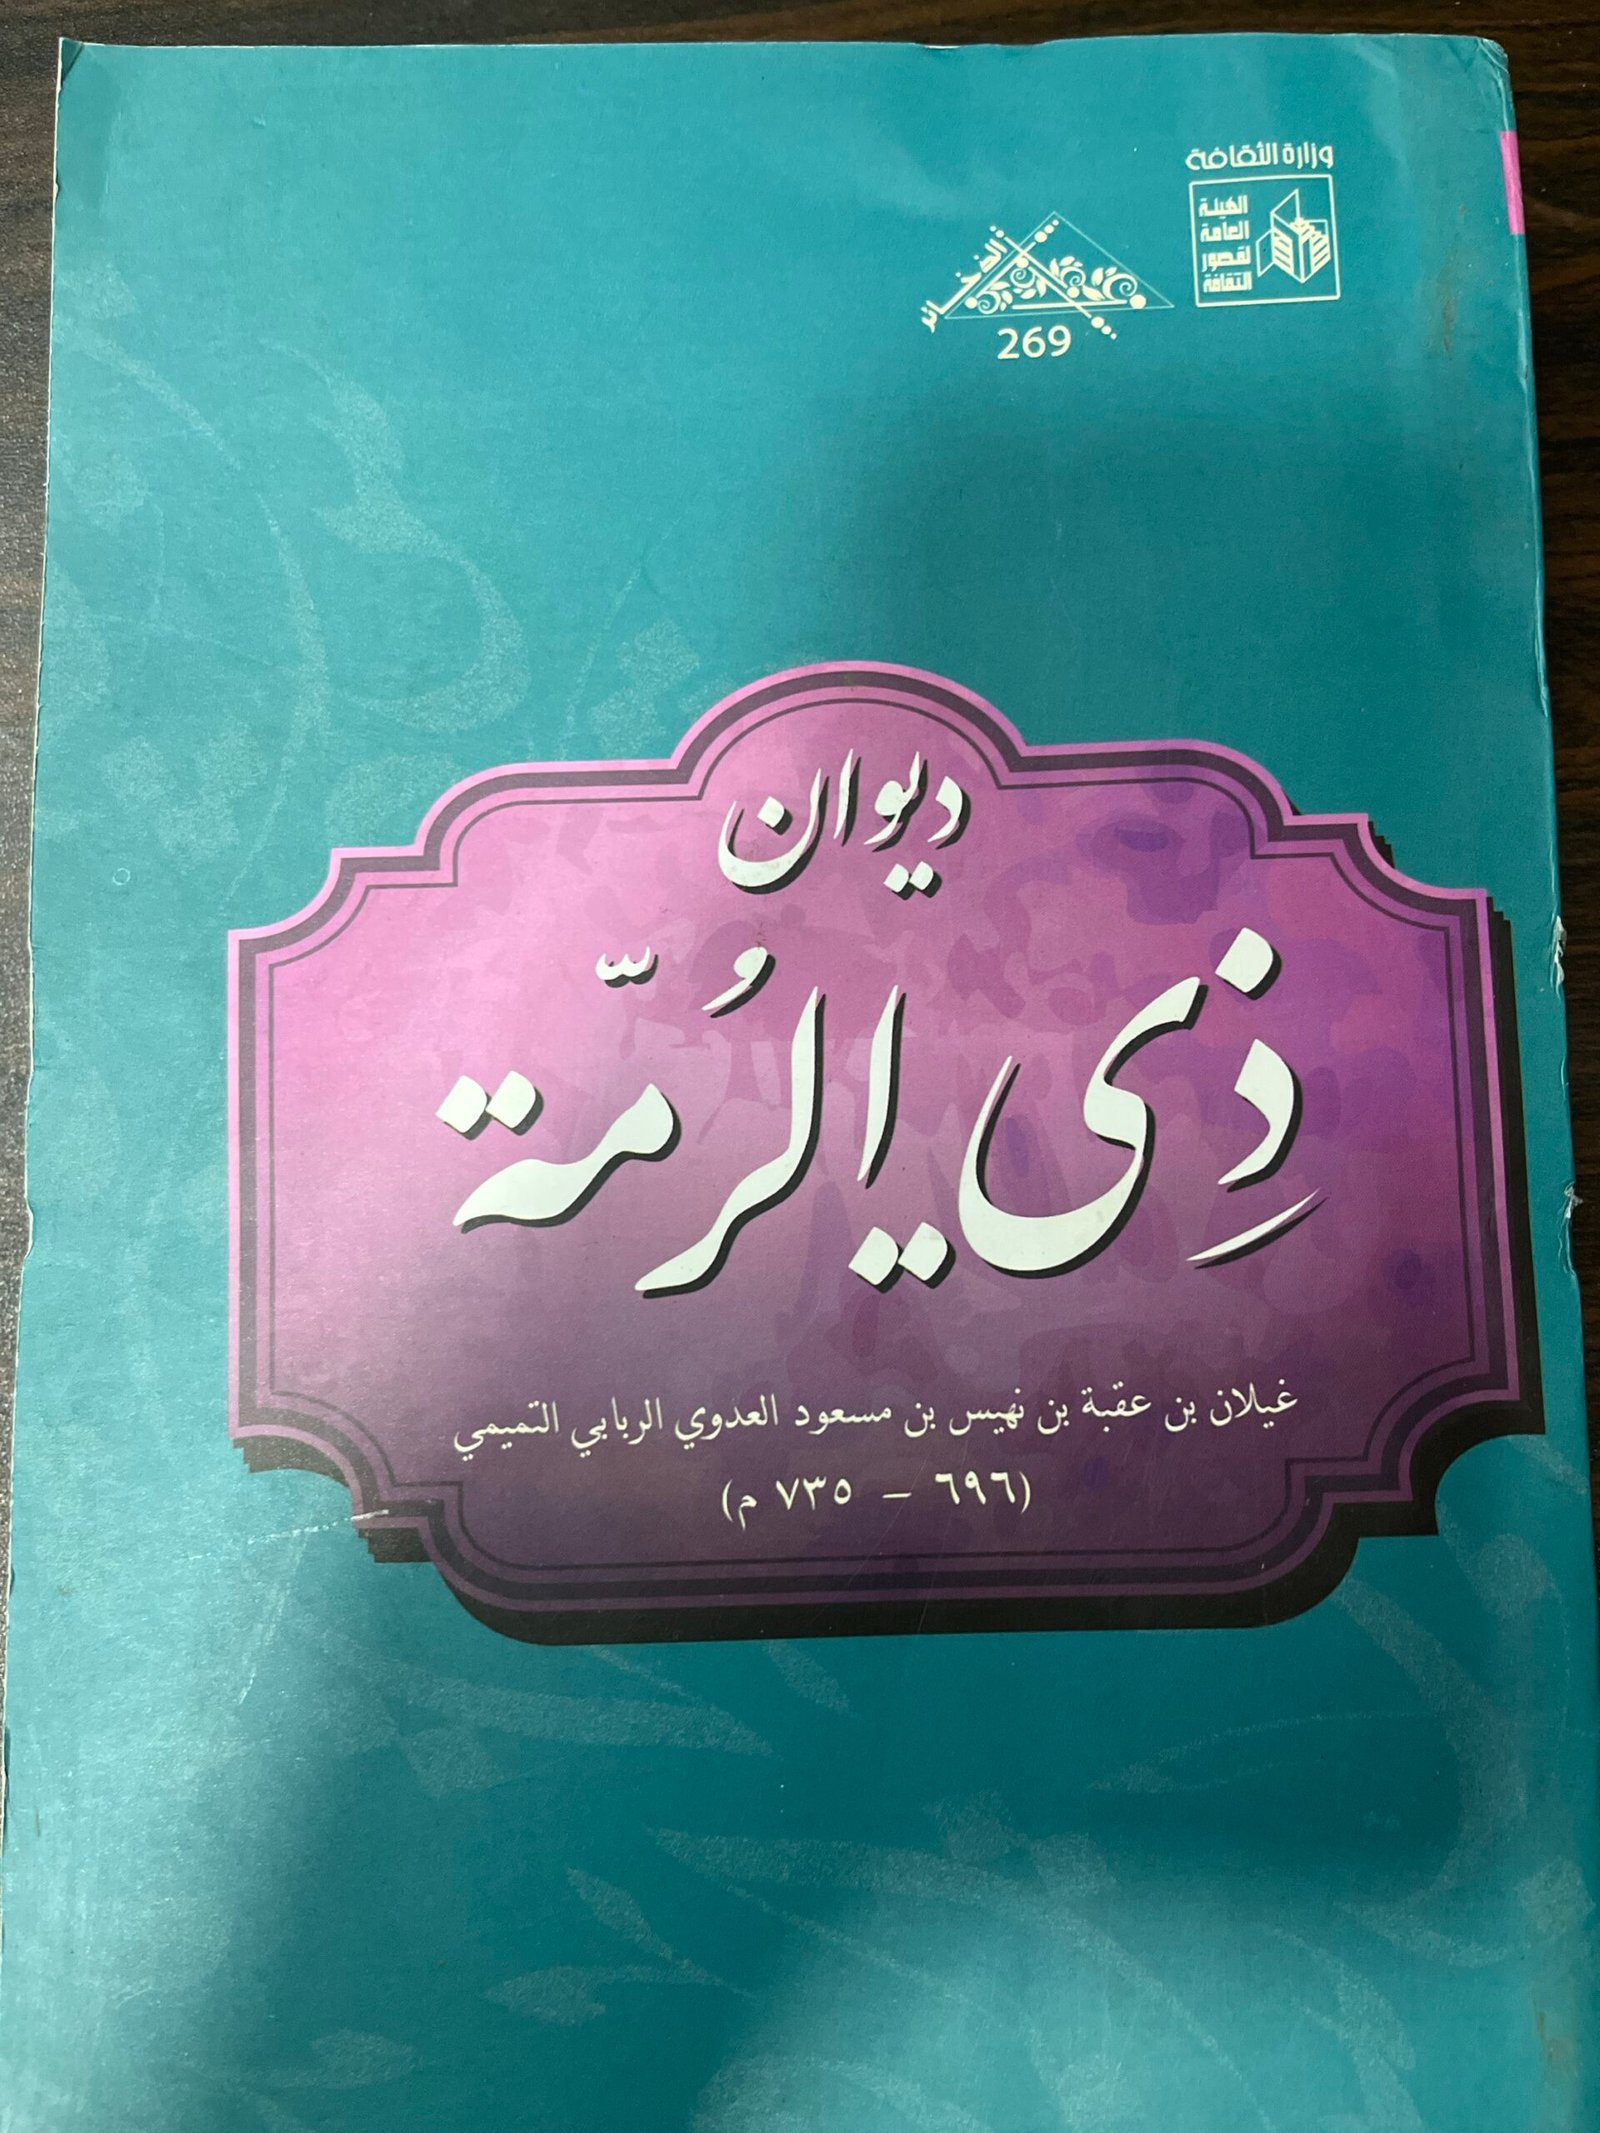 وزارة الثقافة
الهيئة
العامة
لقصور
الثقافة
الذخائر
269
ديوان
ذِي الرُمّة
غيلان بن عقبة بن نهيس بن مسعود العدوي الربابي التميمي
(٦٩٦ – ٧٣٥ م)